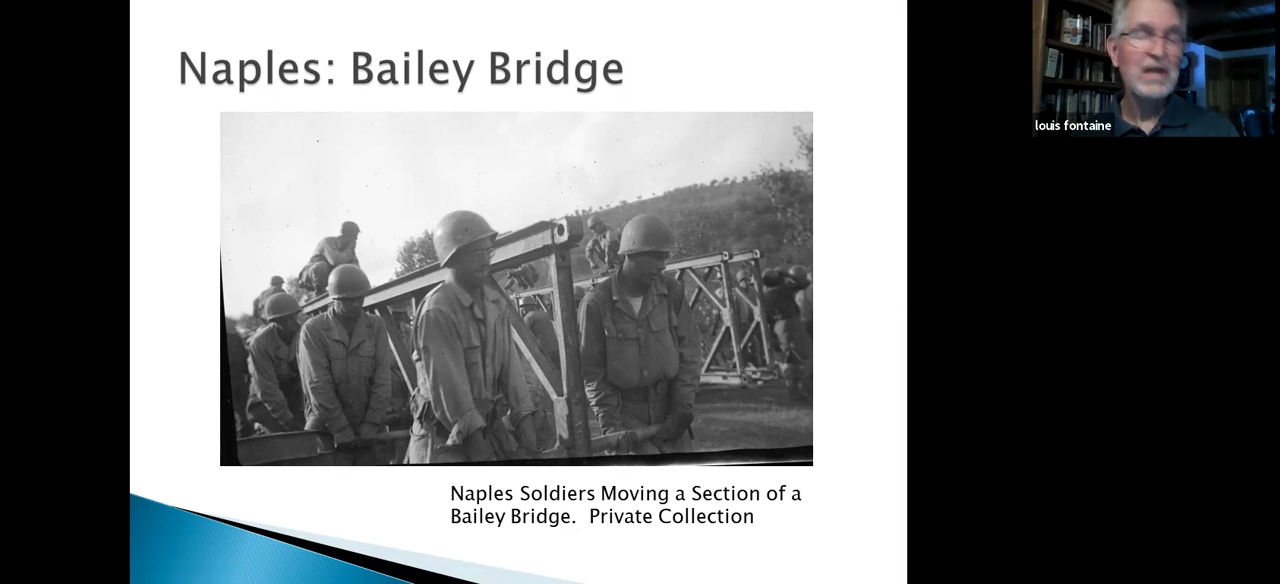 Naples: Bailey Bridge
louis fontaine
Naples Soldiers Moving a Section of a
Bailey Bridge.  Private Collection